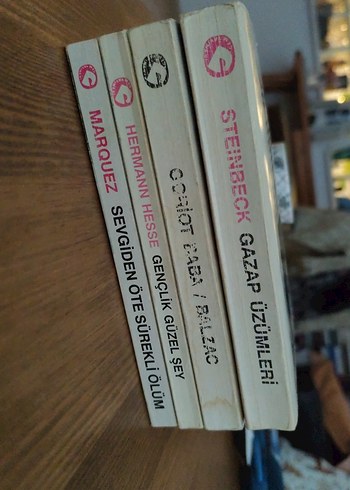 MARQUEZ SEVGİDEN ÖTE SÜREKLİ ÖLÜM
HERMANN HESSE GENÇLİK GÜZEL ŞEY
GORİOT BABA / BALZAC
STEINBECK GAZAP ÜZÜMLERİ